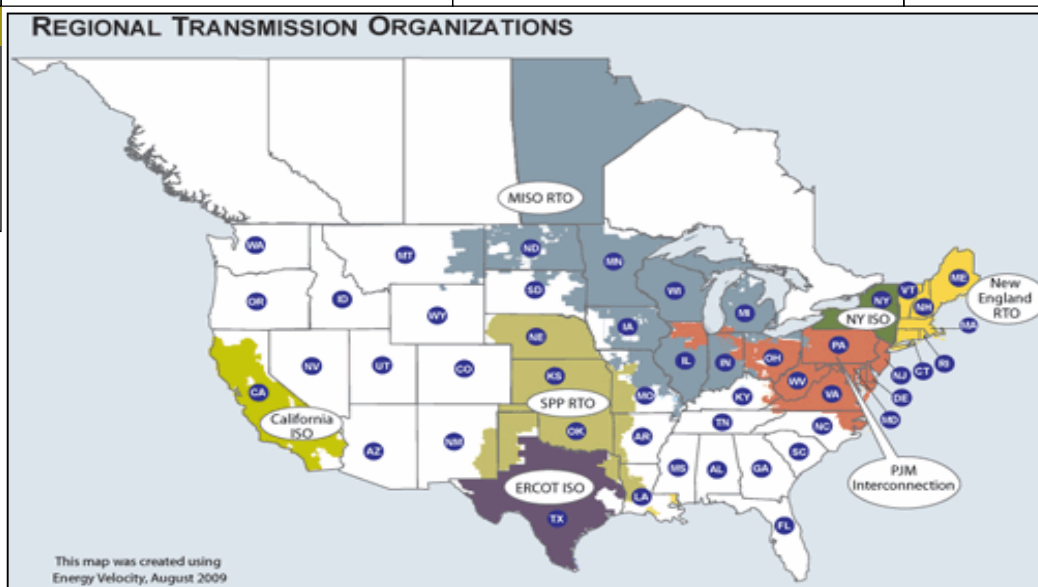 REGIONAL TRANSMISSION ORGANIZATIONS
MISO RTO
WA
MT
ND
MN
OR
ID
WY
SD
WI
MI
NY
VT
NH
ME
New
England
RTO
NY ISO
MA
IA
NE
NV
UT
CO
KS
IL
IN
OH
PA
NJ
CT
RI
CA
California
ISO
SPP RTO
MO
KY
WV
VA
DE
MD
AZ
NM
OK
AR
TN
NC
SC
PJM
Interconnection
ERCOT ISO
TX
LA
MS
AL
GA
FL
This map was created using
Energy Velocity, August 2009